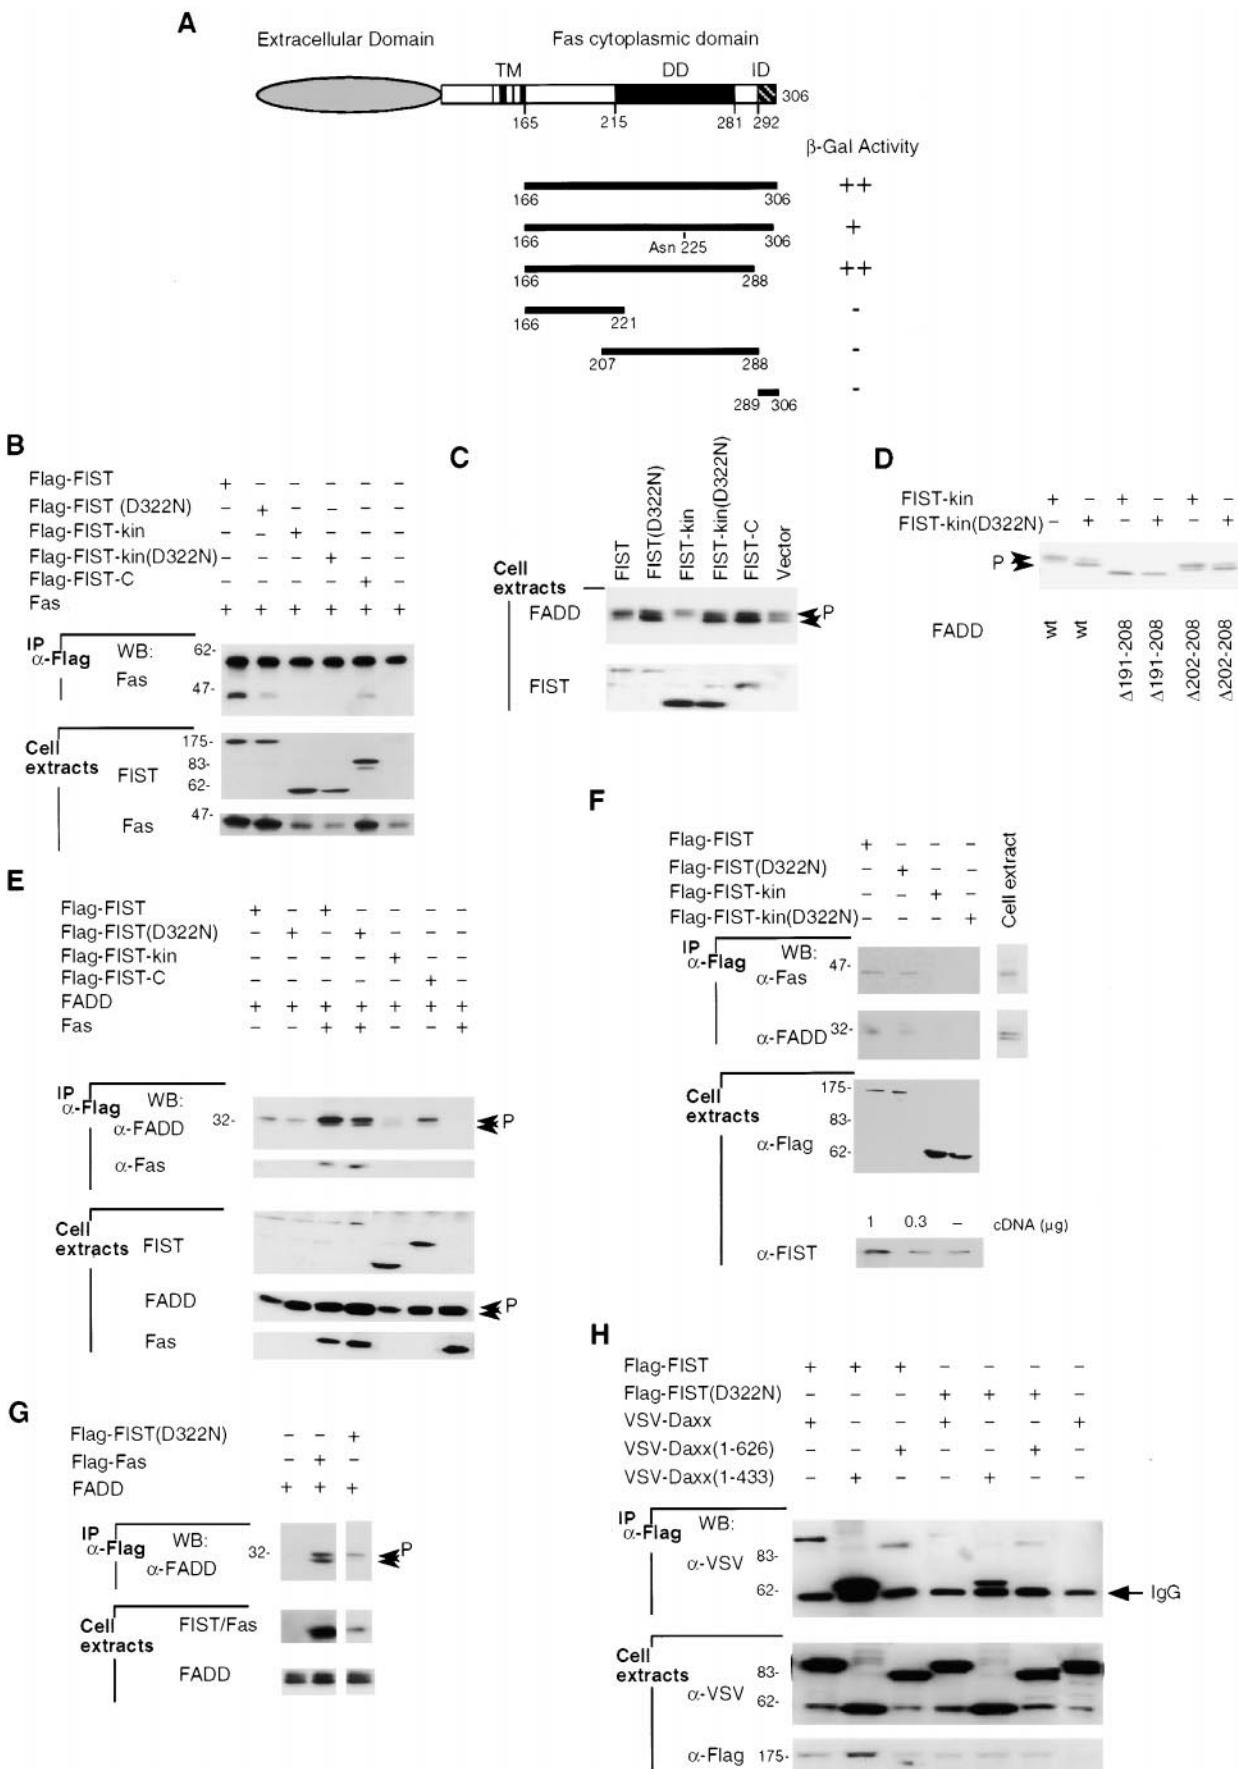 A
Extracellular Domain Fas cytoplasmic domain
TM DD ID
306
165 215 281 292
β-Gal Activity
166 306 ++
166 Asn 225 306 +
166 288 ++
166 221 -
207 288 -
289 306 -
B
Flag-FIST + − − − − −
Flag-FIST (D322N) − + − − − −
Flag-FIST-kin − − + − − −
Flag-FIST-kin(D322N) − − − + − −
Flag-FIST-C − − − − + −
Fas + + + + + +
IP
α-Flag WB:
Fas
62-
47-
Cell
extracts
FIST
175-
83-
62-
47-
Fas
C
FIST
FIST(D322N)
FIST-kin
FIST-kin(D322N)
FIST-C
Vector
Cell
extracts
FADD P
FIST
D
FIST-kin + − + − + −
FIST-kin(D322N) − + − + − +
P
FADD
wt
wt
Δ191-208
Δ191-208
Δ202-208
Δ202-208
E
Flag-FIST + − + − − − −
Flag-FIST(D322N) − + − + − − −
Flag-FIST-kin − − − − + − −
Flag-FIST-C − − − − − + −
FADD + + + + + + +
Fas − − + + − − +
IP
α-Flag WB:
α-FADD 32- P
α-Fas
Cell
extracts FIST
FADD P
Fas
F
Flag-FIST + − − −
Flag-FIST(D322N) − + − −
Flag-FIST-kin − − + −
Flag-FIST-kin(D322N) − − − +
Cell extract
IP
α-Flag WB:
α-Fas 47-
α-FADD 32-
Cell
extracts
α-Flag
175-
83-
62-
1 0.3 − cDNA (μg)
α-FIST
G
Flag-FIST(D322N) − − +
Flag-Fas − + −
FADD + + +
IP
α-Flag WB:
α-FADD 32- P
Cell
extracts
FIST/Fas
FADD
H
Flag-FIST + + + − − − −
Flag-FIST(D322N) − − − + + + −
VSV-Daxx + − − + − − +
VSV-Daxx(1-626) − − + − − + −
VSV-Daxx(1-433) − + − − + − −
IP
α-Flag WB:
α-VSV
83-
62-
IgG
Cell
extracts
α-VSV
83-
62-
α-Flag 175-